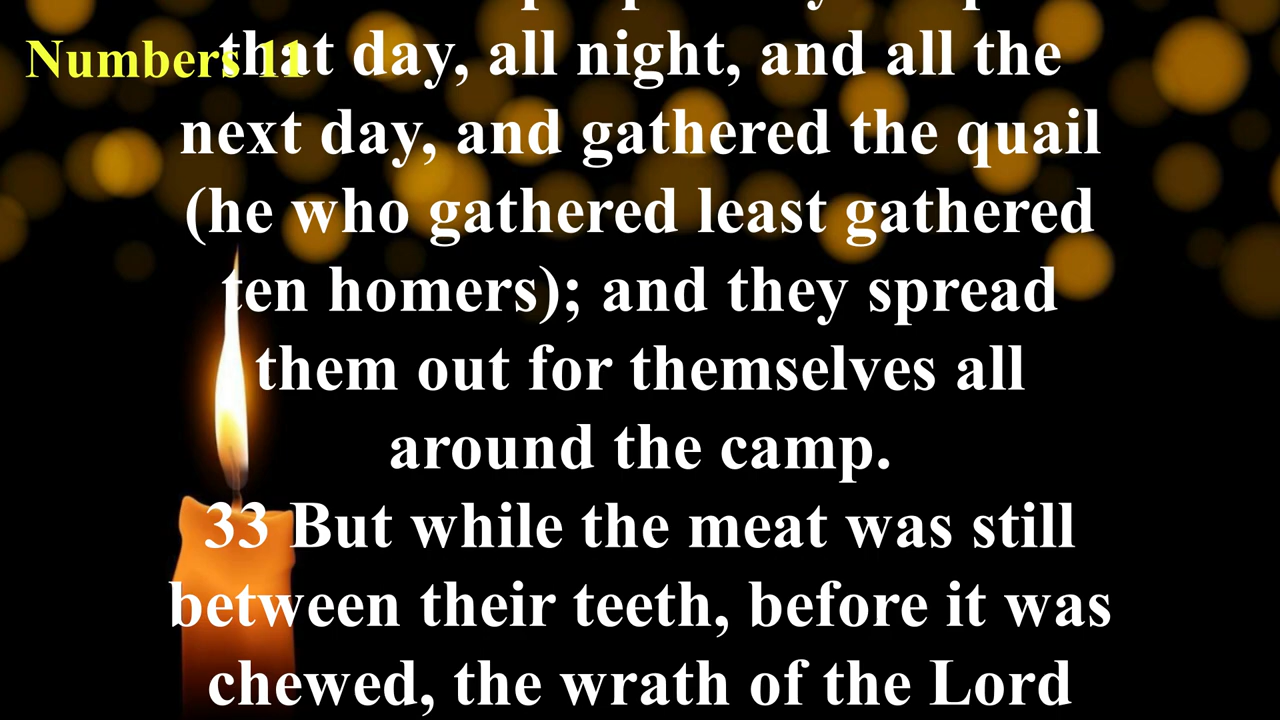 Numbers 11
that day, all night, and all the
next day, and gathered the quail
(he who gathered least gathered
ten homers); and they spread
them out for themselves all
around the camp.
33 But while the meat was still
between their teeth, before it was
chewed, the wrath of the Lord